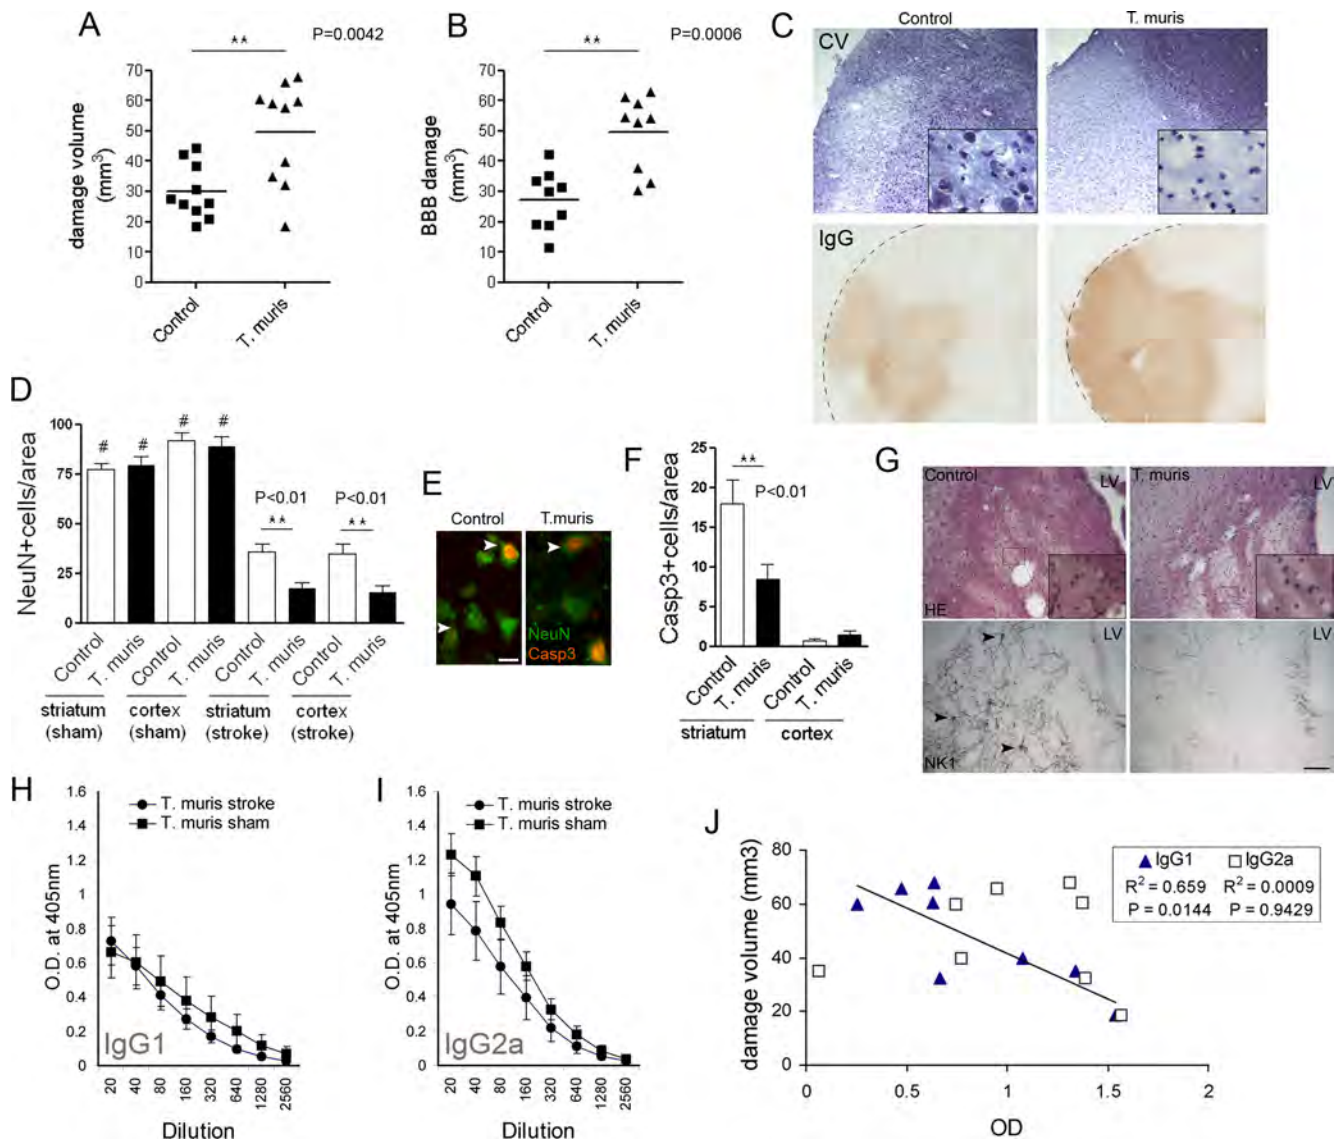 A
P=0.0042
**
damage volume
(mm3)
70
60
50
40
30
20
10
0
Control
T. muris
B
P=0.0006
**
BBB damage
(mm3)
70
60
50
40
30
20
10
0
Control
T. muris
C
Control
T. muris
CV
IgG
D
NeuN+cells/area
100
75
50
25
0
# # # #
P<0.01
**
P<0.01
**
Control
T. muris
Control
T. muris
Control
T. muris
Control
T. muris
striatum
(sham)
cortex
(sham)
striatum
(stroke)
cortex
(stroke)
E
Control
T.muris
NeuN
Casp3
F
Casp3+cells/area
25
20
15
10
5
0
**
P<0.01
Control
T. muris
Control
T. muris
striatum
cortex
G
Control
LV
T. muris
LV
HE
LV
LV
NK1
H
T. muris stroke
T. muris sham
O.D. at 405nm
1.6
1.4
1.2
1
0.8
0.6
0.4
0.2
0
IgG1
20
40
80
160
320
640
1280
2560
Dilution
I
T. muris stroke
T. muris sham
O.D. at 405nm
1.6
1.4
1.2
1
0.8
0.6
0.4
0.2
0
IgG2a
20
40
80
160
320
640
1280
2560
Dilution
J
damage volume (mm3)
80
60
40
20
0
IgG1 IgG2a
R2 = 0.659 R2 = 0.0009
P = 0.0144 P = 0.9429
0.5 1 1.5 2
OD